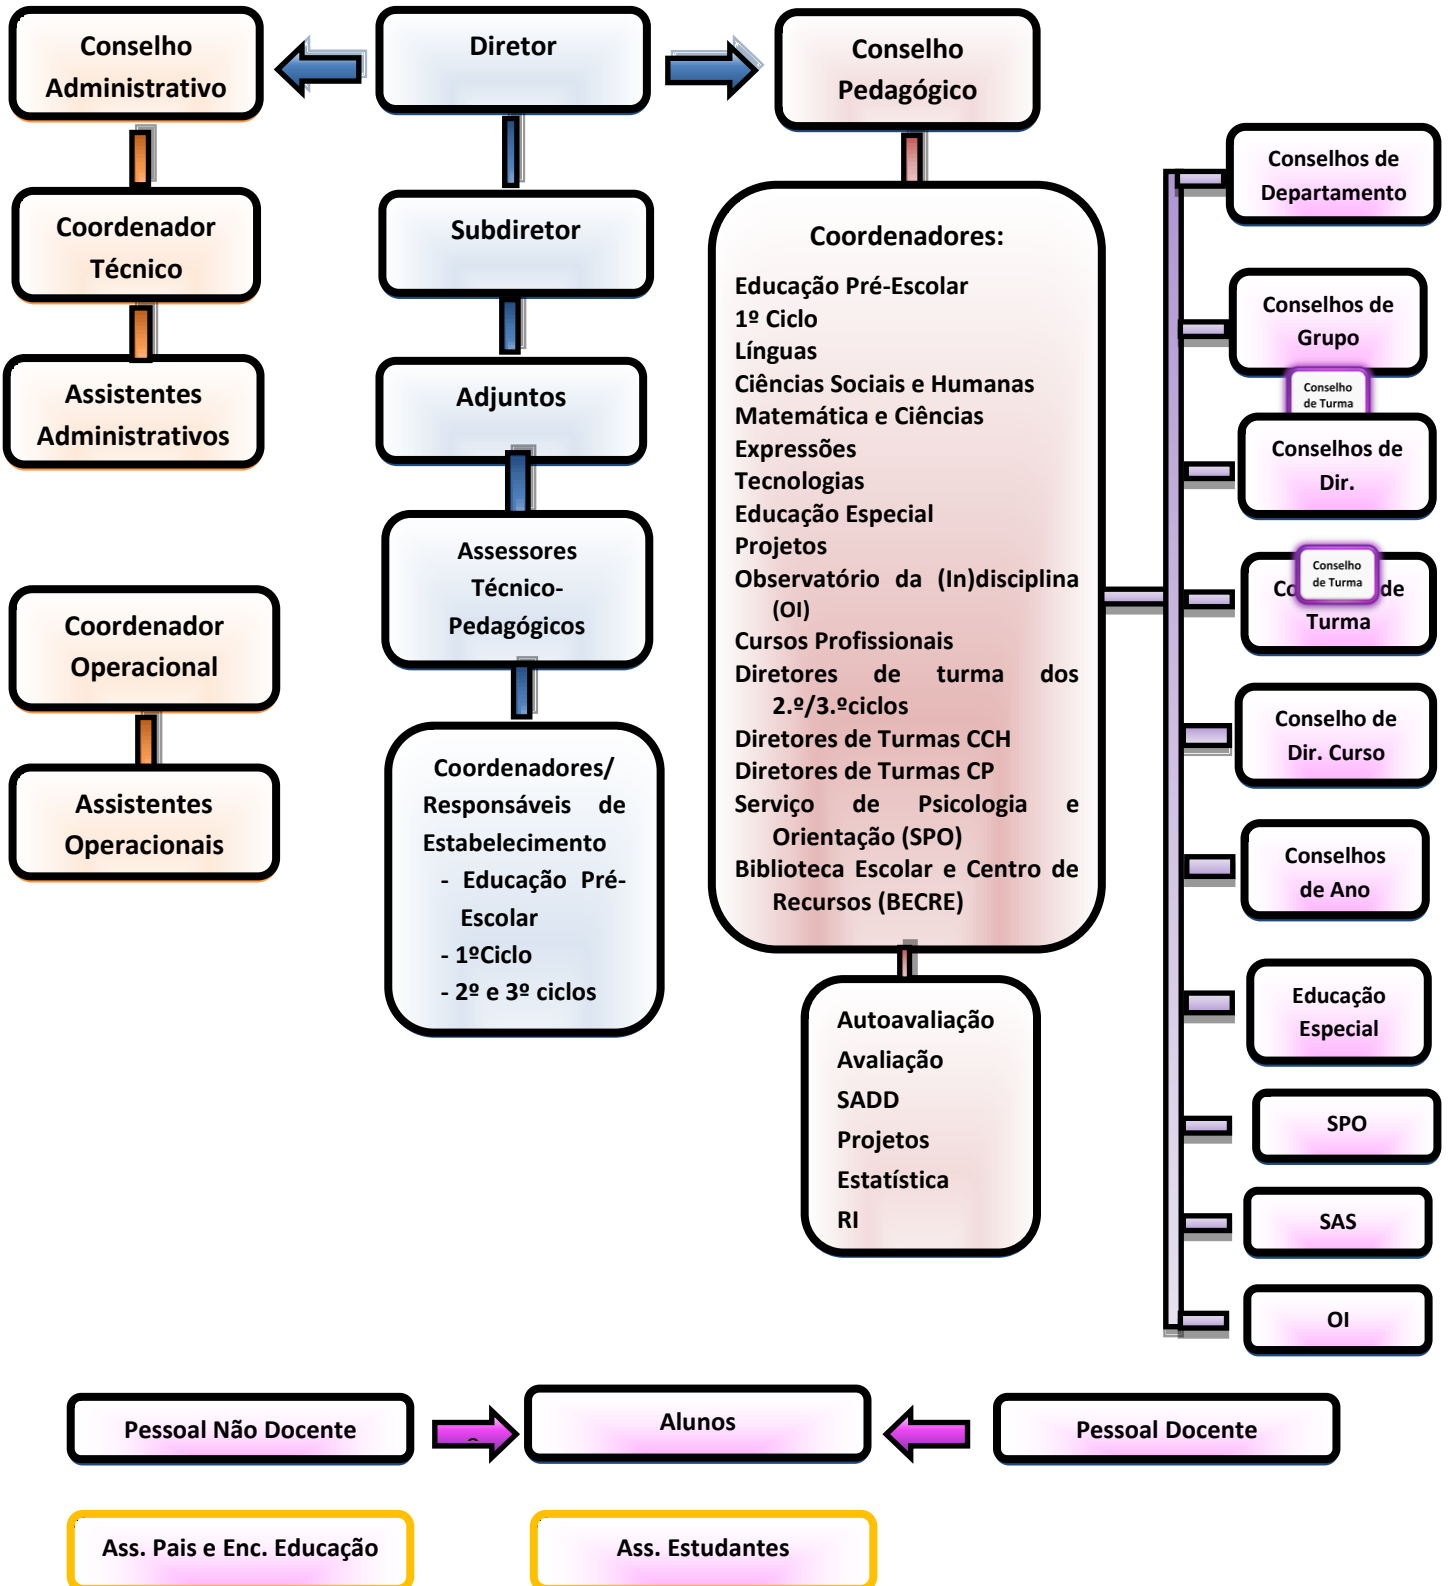 Conselho
Administrativo
Diretor
Conselho
Pedagógico
Coordenador
Técnico
Assistentes
Administrativos
Coordenador
Operacional
Assistentes
Operacionais
Subdiretor
Adjuntos
Assessores
Técnico-
Pedagógicos
Coordenadores/
Responsáveis de
Estabelecimento
- Educação Pré-
Escolar
- 1ºCiclo
- 2º e 3º ciclos
Coordenadores:
Educação Pré-Escolar
1º Ciclo
Línguas
Ciências Sociais e Humanas
Matemática e Ciências
Expressões
Tecnologias
Educação Especial
Projetos
Observatório da (In)disciplina
(OI)
Cursos Profissionais
Diretores de turma dos
2.º/3.ºciclos
Diretores de Turmas CCH
Diretores de Turmas CP
Serviço de Psicologia e
Orientação (SPO)
Biblioteca Escolar e Centro de
Recursos (BECRE)
Autoavaliação
Avaliação
SADD
Projetos
Estatística
RI
Conselhos de
Departamento
Conselhos de
Grupo
Conselho
de Turma
Conselhos de
Dir.
Conselho
de Turma
de
Turma
Conselho de
Dir. Curso
Conselhos
de Ano
Educação
Especial
SPO
SAS
OI
Pessoal Não Docente
Alunos
Pessoal Docente
Ass. Pais e Enc. Educação
Ass. Estudantes